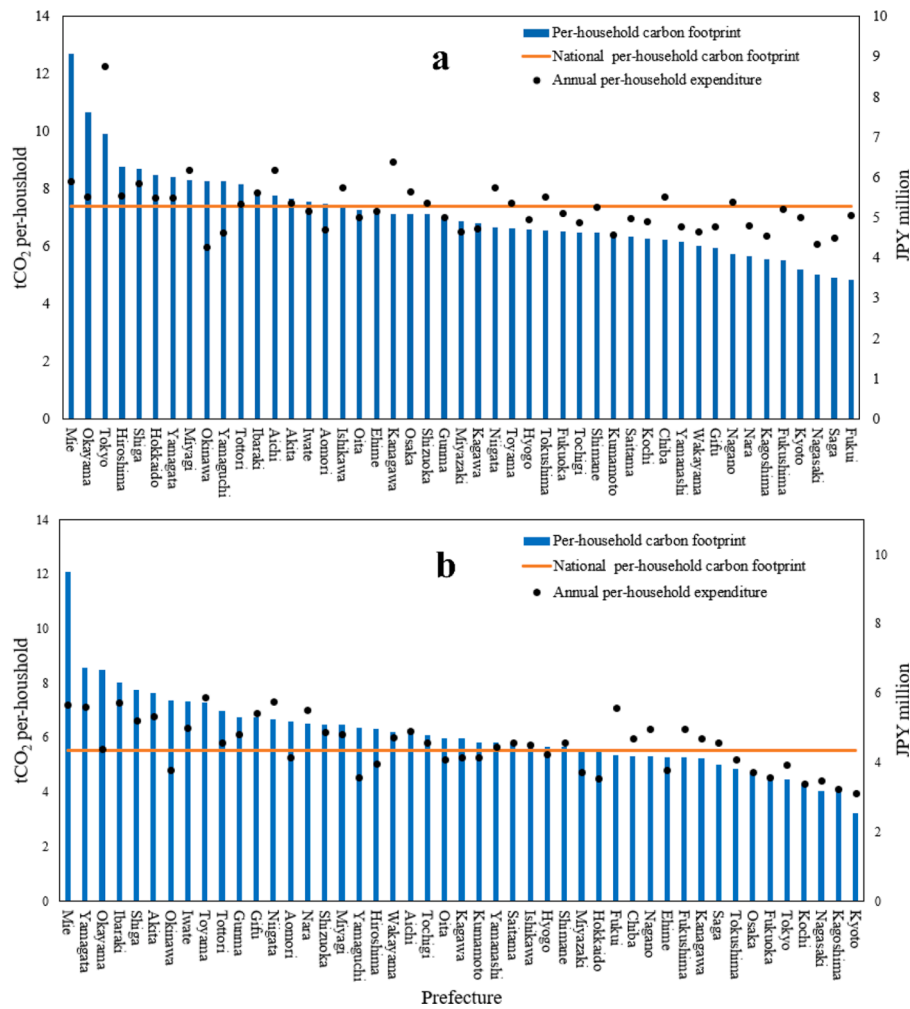 a
Per-household carbon footprint
National per-household carbon footprint
Annual per-household expenditure
tCO2 per-houshold
14
12
10
8
6
4
2
0
10
9
8
7
6
5
4
3
2
1
0
JPY million
Mie
Okayama
Tokyo
Hiroshima
Shiga
Hokkaido
Yamagata
Miyagi
Okinawa
Yamaguchi
Tottori
Ibaraki
Aichi
Akita
Iwate
Aomori
Ishikawa
Oita
Ehime
Kanagawa
Osaka
Shizuoka
Gunma
Miyazaki
Kagawa
Niigata
Toyama
Hyogo
Tokushima
Fukuoka
Tochigi
Shimane
Kumamoto
Saitama
Kochi
Chiba
Yamanashi
Wakayama
Gifu
Nagano
Nara
Kagoshima
Fukushima
Kyoto
Nagasaki
Saga
Fukui
b
Per-household carbon footprint
National per-household carbon footprint
Annual per-household expenditure
tCO2 per-houshold
14
12
10
8
6
4
2
0
10
8
6
4
2
0
JPY million
Mie
Yamagata
Okayama
Ibaraki
Shiga
Akita
Okinawa
Iwate
Toyama
Tottori
Gunma
Gifu
Niigata
Aomori
Nara
Shizuoka
Miyagi
Yamaguchi
Hiroshima
Wakayama
Aichi
Tochigi
Oita
Kagawa
Kumamoto
Yamanashi
Saitama
Ishikawa
Hyogo
Shimane
Miyazaki
Hokkaido
Fukui
Chiba
Nagano
Ehime
Fukushima
Kanagawa
Saga
Tokushima
Osaka
Fukuoka
Tokyo
Kochi
Nagasaki
Kagoshima
Kyoto
Prefecture